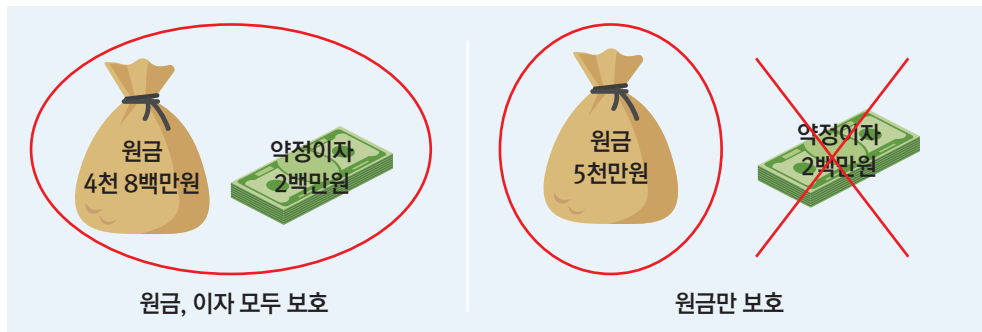 원금
4천 8백만원
약정이자
2백만원
원금, 이자 모두 보호
원금
5천만원
약정이자
2백만원
원금만 보호